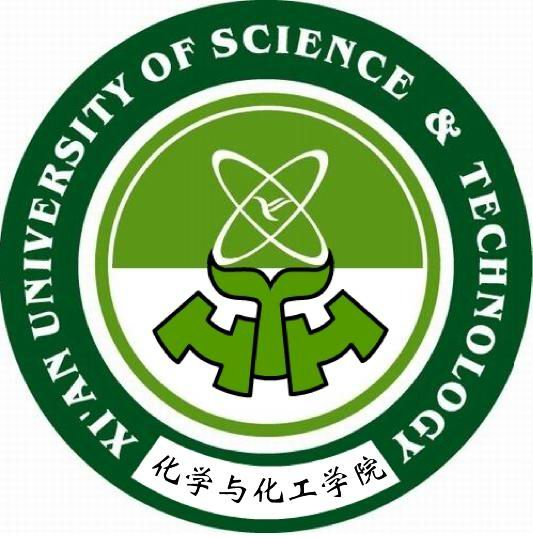 XI'AN UNIVERSITY OF SCIENCE & TECHNOLOGY
化学与化工学院